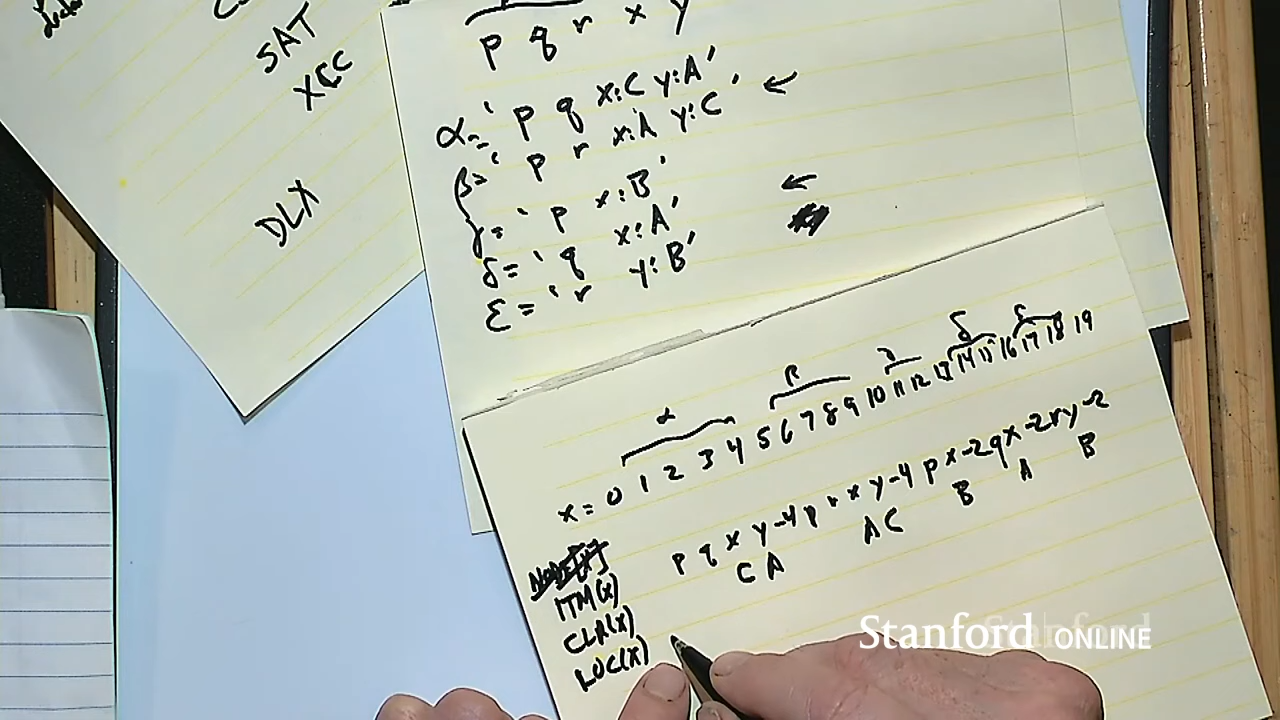 SAT
XCC
DLX
p q r x y
α = ' p q x:C y:A '
β = ' p r x:A y:C ' ←
γ = ' p x:B ' ←
δ = ' q x:A '
ε = ' r y:B '
α β γ δ ε
x = 0 1 2 3 4 5 6 7 8 9 10 11 12 13 14 15 16 17 18 19
ITM(x) p q x y -4 p r x y -4 p x -2 q x -2 r y -2
CLR(x) C A A C B A B
LOC(x)
Stanford ONLINE